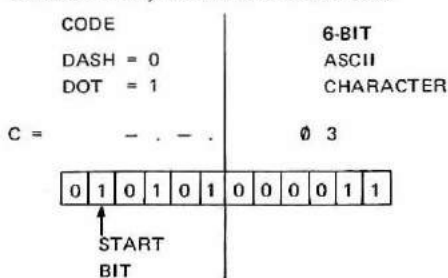 CODE 6-BIT
DASH = 0 ASCII
DOT = 1 CHARACTER
C = — . — . Ø 3
0 1 0 1 0 1 0 0 0 0 1 1
START
BIT